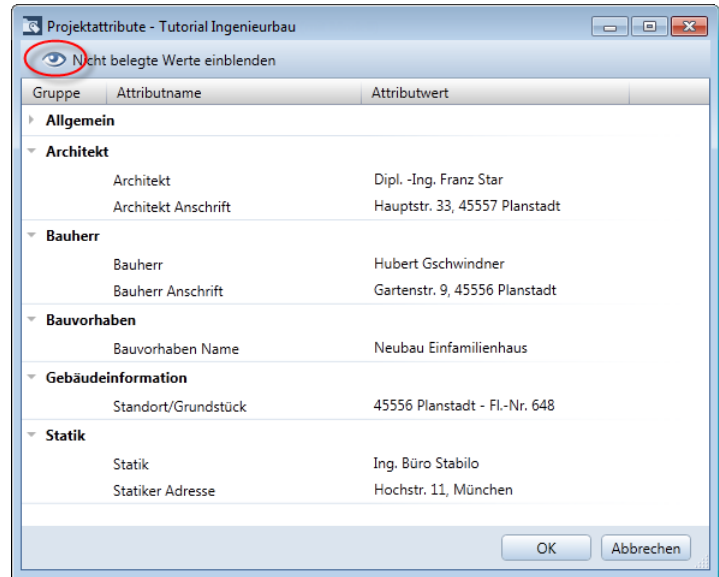 Projektattribute - Tutorial Ingenieurbau
Nicht belegte Werte einblenden
Gruppe Attributname Attributwert
Allgemein
Architekt
Architekt Dipl. -Ing. Franz Star
Architekt Anschrift Hauptstr. 33, 45557 Planstadt
Bauherr
Bauherr Hubert Gschwindner
Bauherr Anschrift Gartenstr. 9, 45556 Planstadt
Bauvorhaben
Bauvorhaben Name Neubau Einfamilienhaus
Gebäudeinformation
Standort/Grundstück 45556 Planstadt - Fl.-Nr. 648
Statik
Statik Ing. Büro Stabilo
Statiker Adresse Hochstr. 11, München
OK Abbrechen